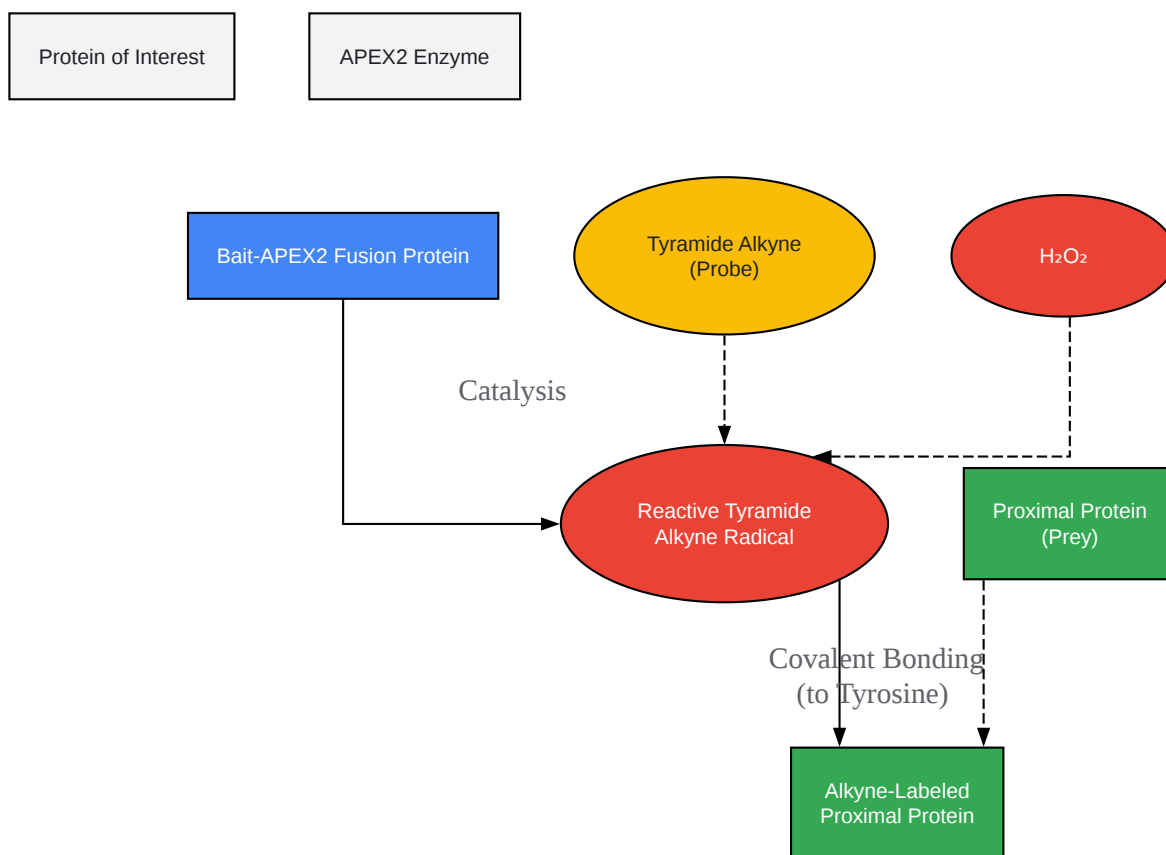 Protein of Interest
APEX2 Enzyme
Bait-APEX2 Fusion Protein
Tyramide Alkyne
(Probe)
H₂O₂
Catalysis
Reactive Tyramide
Alkyne Radical
Proximal Protein
(Prey)
Covalent Bonding
(to Tyrosine)
Alkyne-Labeled
Proximal Protein